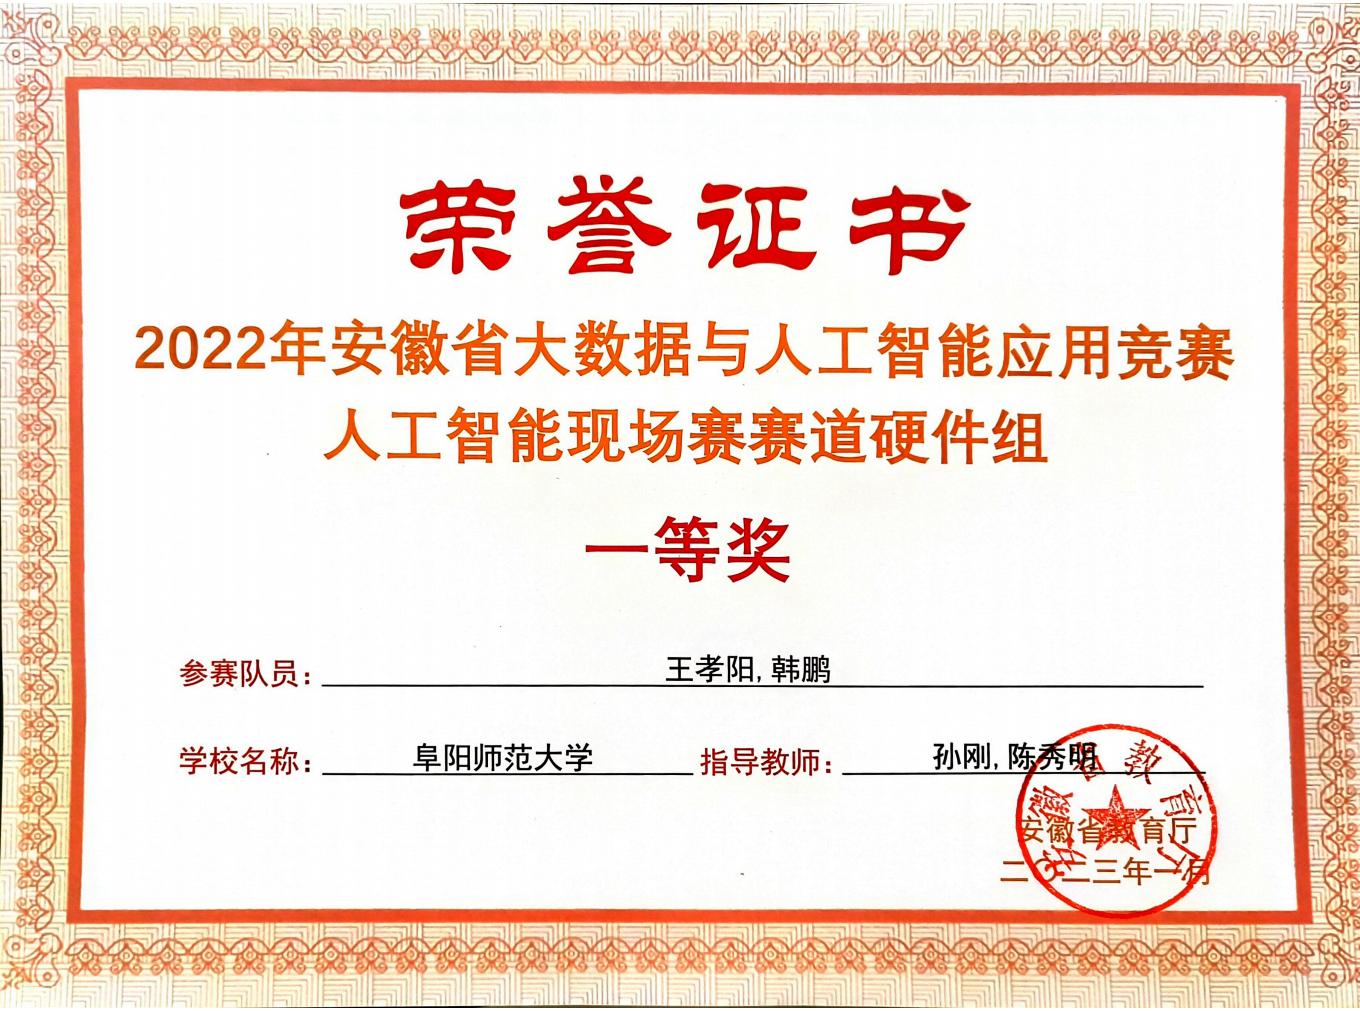 荣誉证书
2022年安徽省大数据与人工智能应用竞赛
人工智能现场赛赛道硬件组
一等奖
参赛队员：王孝阳,韩鹏
学校名称：阜阳师范大学 指导教师：孙刚,陈秀明
安徽省教育厅
安徽省教育厅
二〇二三年一月